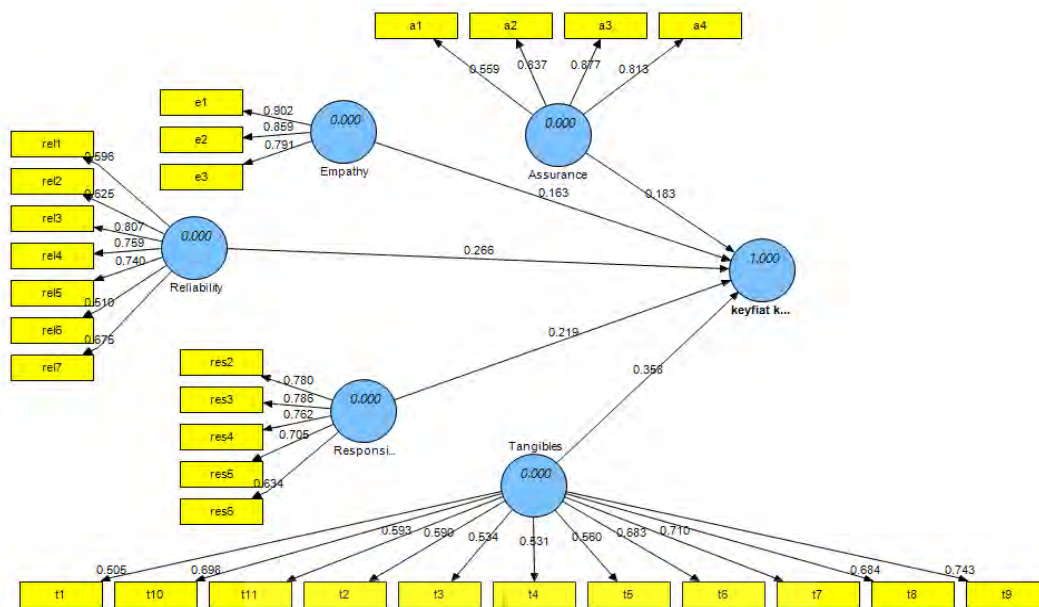 a1
a2
a3
a4
0.559
0.837
0.877
0.813
e1
e2
e3
0.902
0.859
0.791
0.000
Empathy
0.000
Assurance
0.163
0.183
rel1
rel2
rel3
rel4
rel5
rel6
rel7
0.596
0.625
0.807
0.759
0.740
0.510
0.675
0.000
Reliability
0.266
1.000
keyfiat k...
res2
res3
res4
res5
res6
0.780
0.786
0.762
0.705
0.634
0.000
Responsi..
0.219
0.358
Tangibles
0.000
0.505
0.696
0.593
0.590
0.534
0.531
0.560
0.683
0.710
0.684
0.743
t1
t10
t11
t2
t3
t4
t5
t6
t7
t8
t9